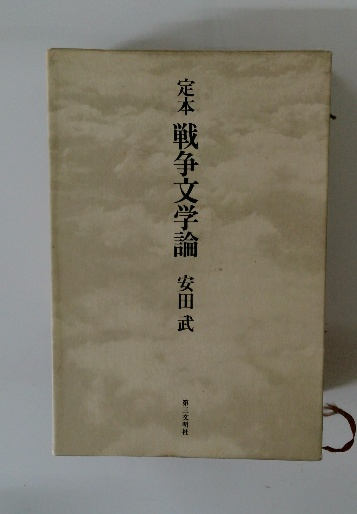 定本 戦争文学論 安田 武
第三文明社